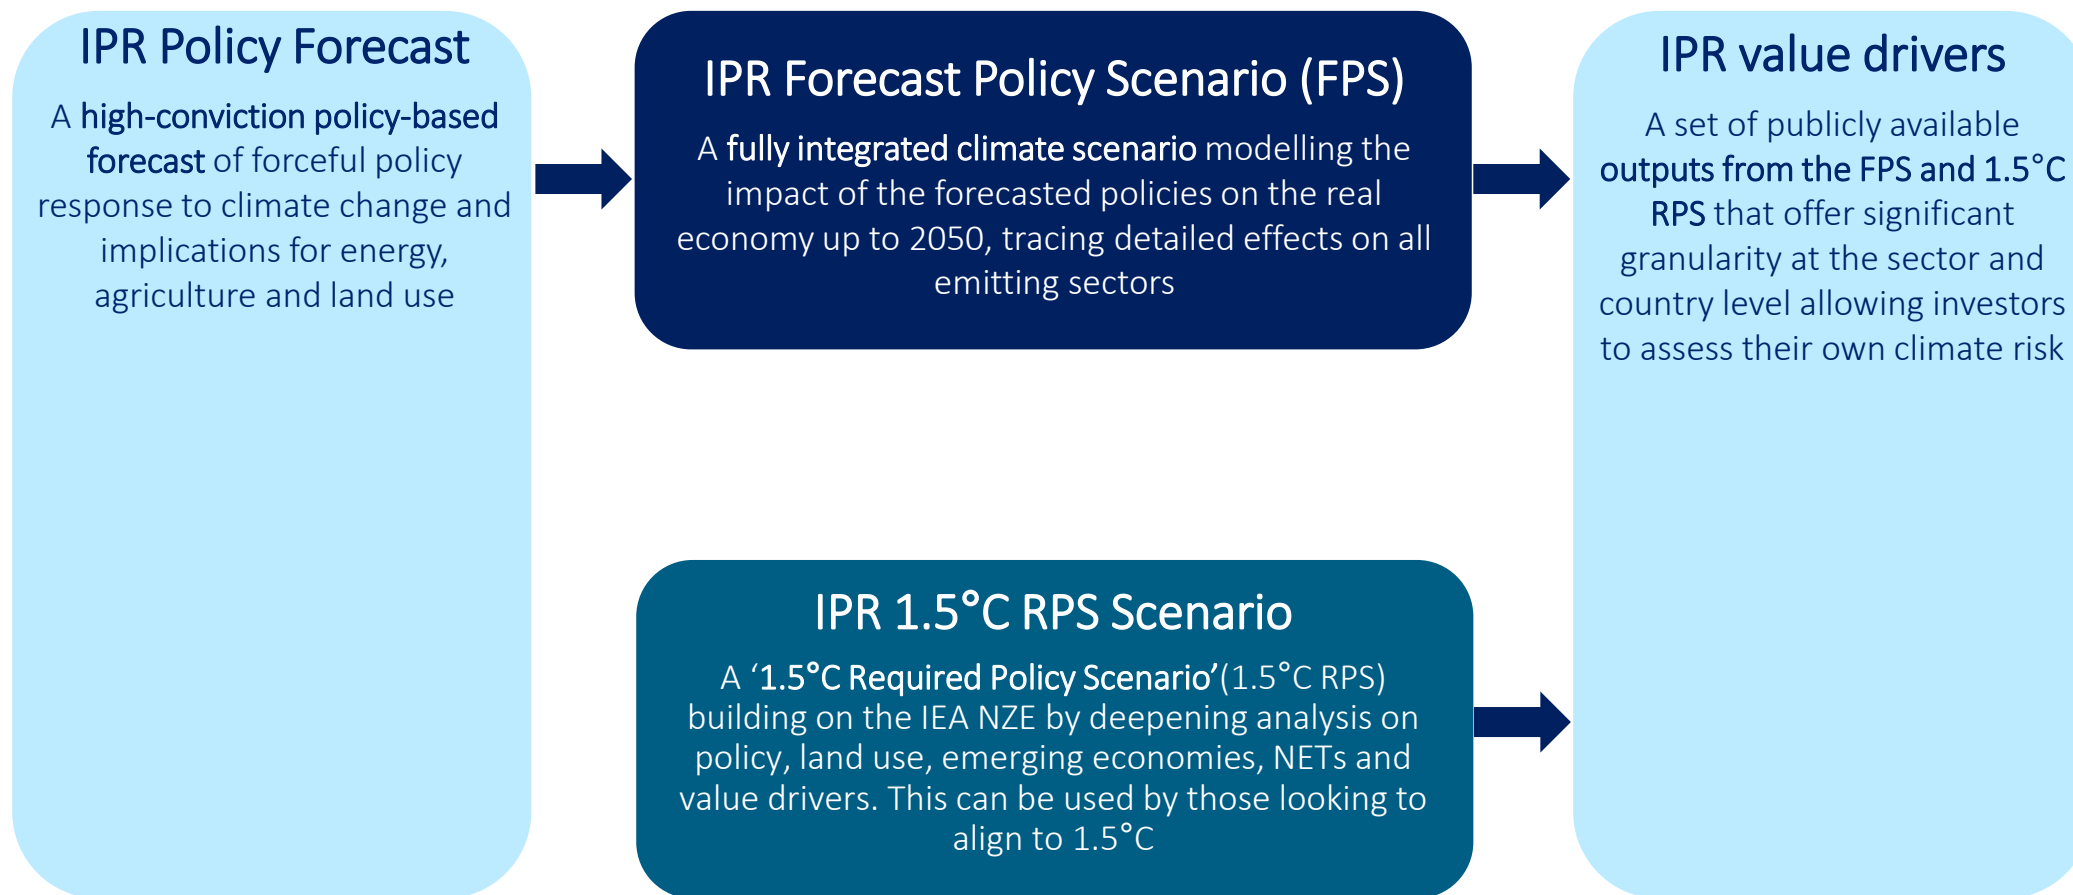 IPR Policy Forecast
A high-conviction policy-based
forecast of forceful policy
response to climate change and
implications for energy,
agriculture and land use
IPR Forecast Policy Scenario (FPS)
A fully integrated climate scenario modelling the
impact of the forecasted policies on the real
economy up to 2050, tracing detailed effects on all
emitting sectors
IPR 1.5°C RPS Scenario
A ‘1.5°C Required Policy Scenario’(1.5°C RPS)
building on the IEA NZE by deepening analysis on
policy, land use, emerging economies, NETs and
value drivers. This can be used by those looking to
align to 1.5°C
IPR value drivers
A set of publicly available
outputs from the FPS and 1.5°C
RPS that offer significant
granularity at the sector and
country level allowing investors
to assess their own climate risk